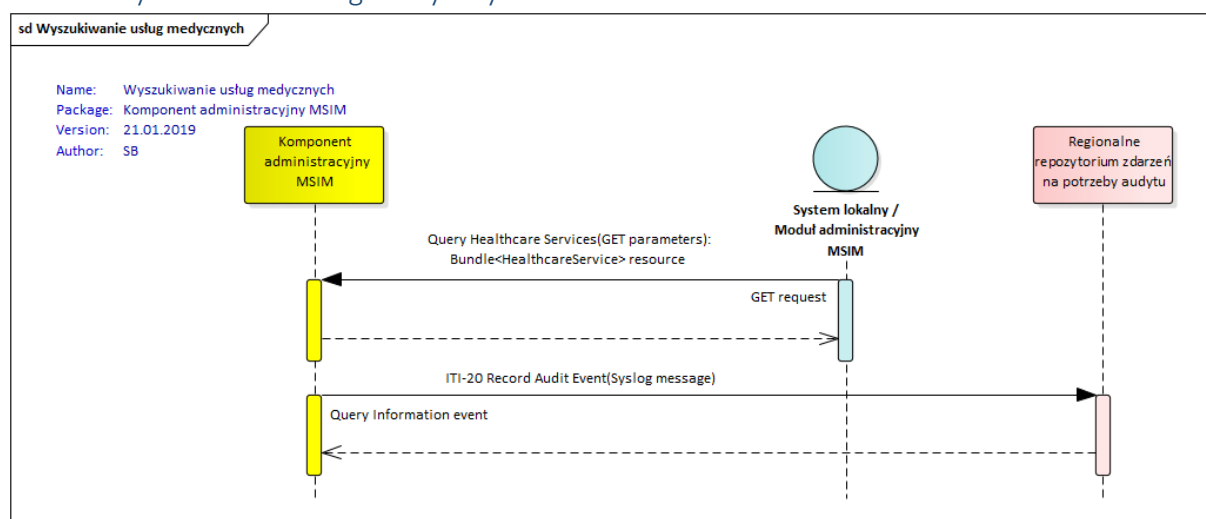 sd Wyszukiwanie usług medycznych
Name: Wyszukiwanie usług medycznych
Package: Komponent administracyjny MSIM
Version: 21.01.2019
Author: SB
Komponent
administracyjny
MSIM
System lokalny /
Moduł administracyjny
MSIM
Regionalne
repozytorium zdarzeń
na potrzeby audytu
Query Healthcare Services(GET parameters):
Bundle<HealthcareService> resource
GET request
ITI-20 Record Audit Event(Syslog message)
Query Information event